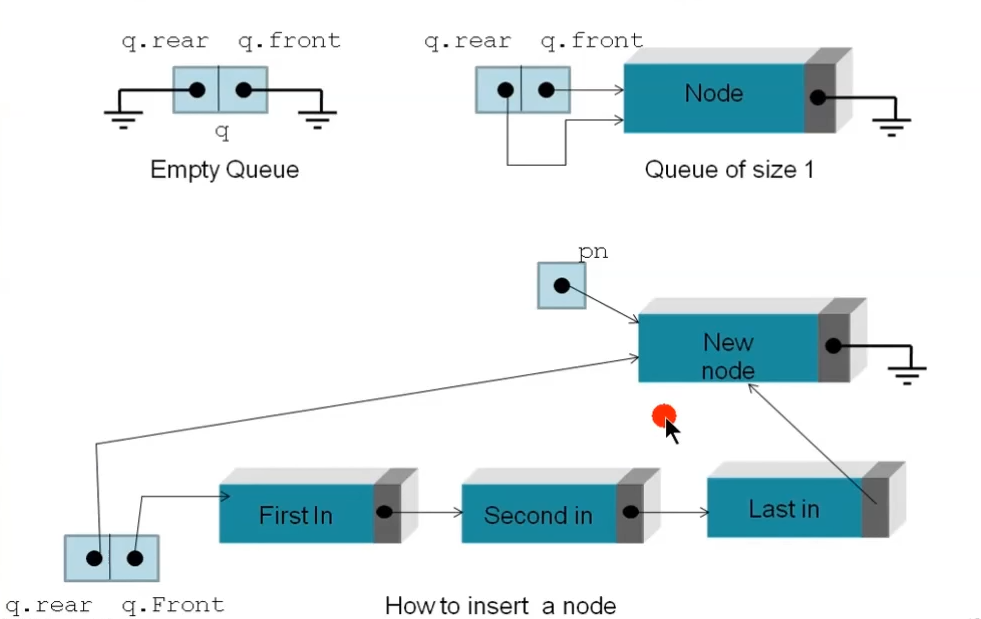 q.rear q.front
q.rear q.front
Node
q
Empty Queue
Queue of size 1
pn
New
node
First In
Second in
Last in
q.rear q.Front
How to insert a node